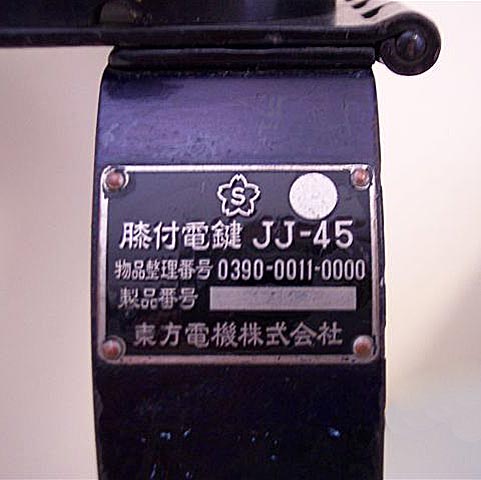 S
膝付電鍵 JJ-45
物品整理番号 0390-0011-0000
製品番号
東方電機株式会社